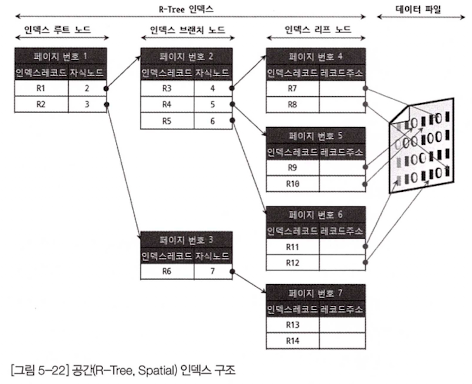 R-Tree 인덱스
데이터 파일
인덱스 루트 노드
인덱스 브랜치 노드
인덱스 리프 노드
페이지 번호 1
인덱스레코드 자식노드
R1 2
R2 3
페이지 번호 2
인덱스레코드 자식노드
R3 4
R4 5
R5 6
페이지 번호 3
인덱스레코드 자식노드
R6 7
페이지 번호 4
인덱스레코드 레코드주소
R7
R8
페이지 번호 5
인덱스레코드 레코드주소
R9
R10
페이지 번호 6
인덱스레코드 레코드주소
R11
R12
페이지 번호 7
인덱스레코드 레코드주소
R13
R14
[그림 5-22] 공간(R-Tree, Spatial) 인덱스 구조